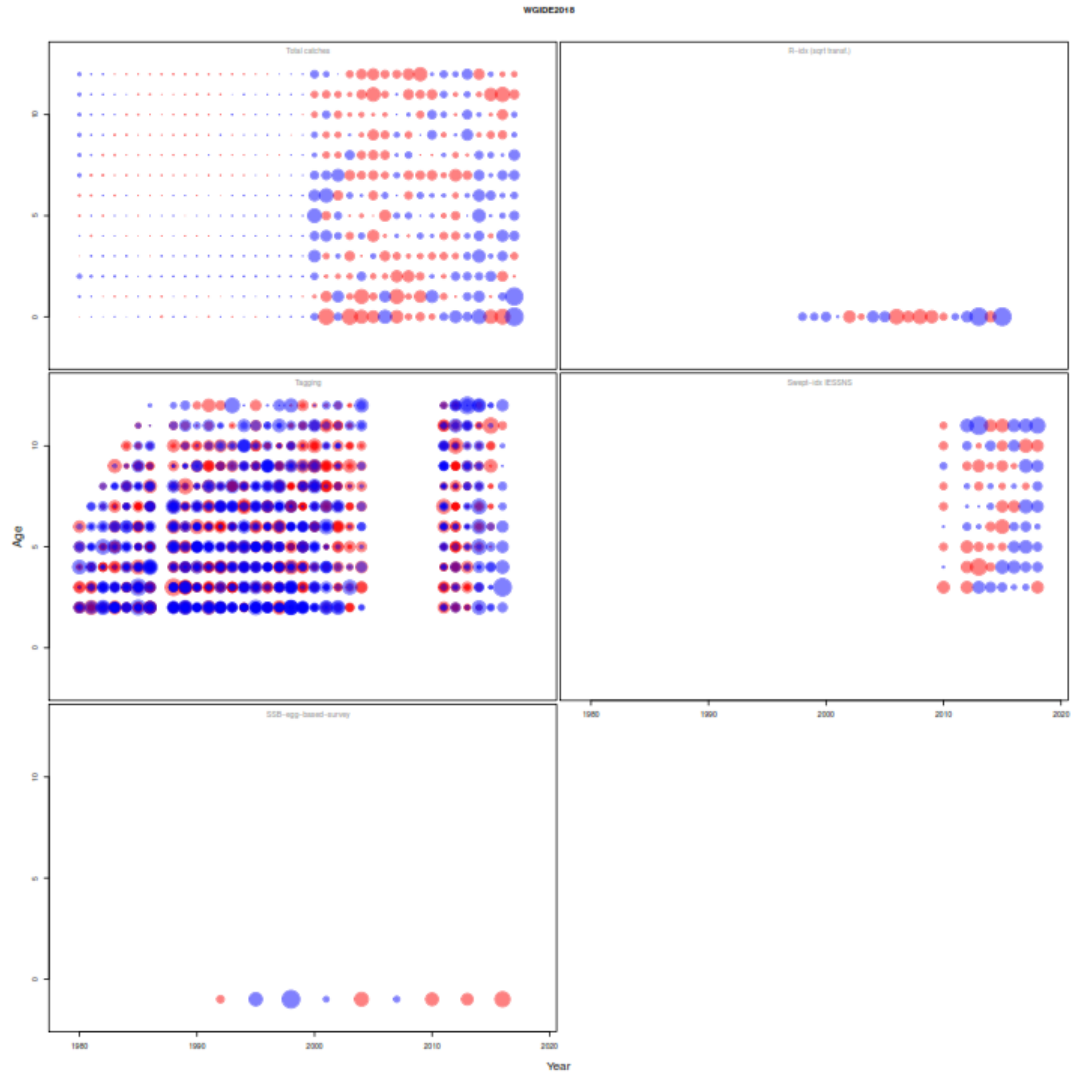 WGIDE2018
Total catches
R-idx (sqrt transf.)
0 5 10
Tagging
Swept-idx IESSNS
0 5 10
Age
1980 1990 2000 2010 2020
SSB-egg-based-survey
0 5 10
1980 1990 2000 2010 2020
Year